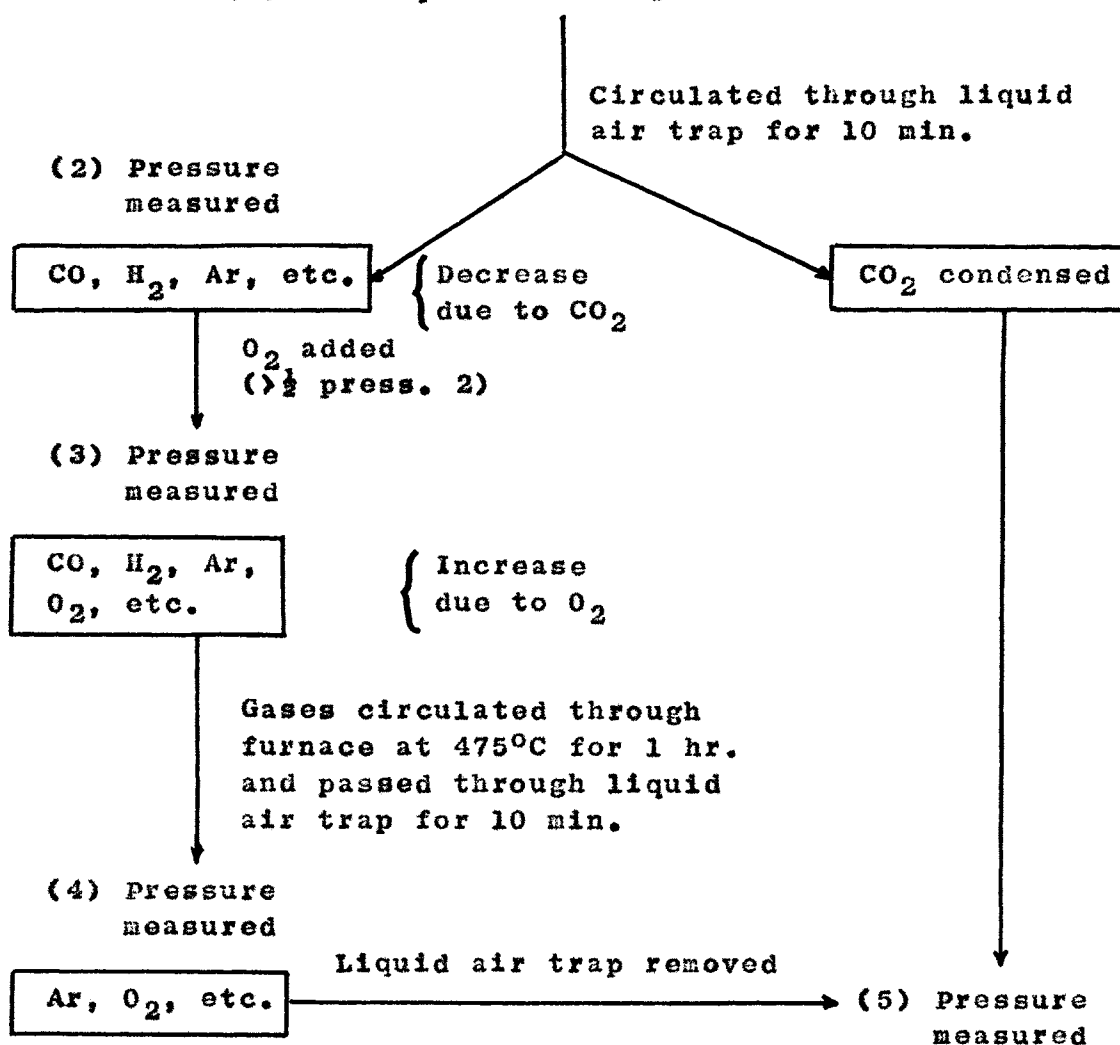 Circulated through liquid
air trap for 10 min.
(2) Pressure
measured
CO, H₂, Ar, etc.
Decrease
due to CO₂
CO₂ condensed
O₂ added
(>½ press. 2)
(3) Pressure
measured
CO, H₂, Ar,
O₂, etc.
Increase
due to O₂
Gases circulated through
furnace at 475°C for 1 hr.
and passed through liquid
air trap for 10 min.
(4) Pressure
measured
Liquid air trap removed
Ar, O₂, etc.
(5) Pressure
measured